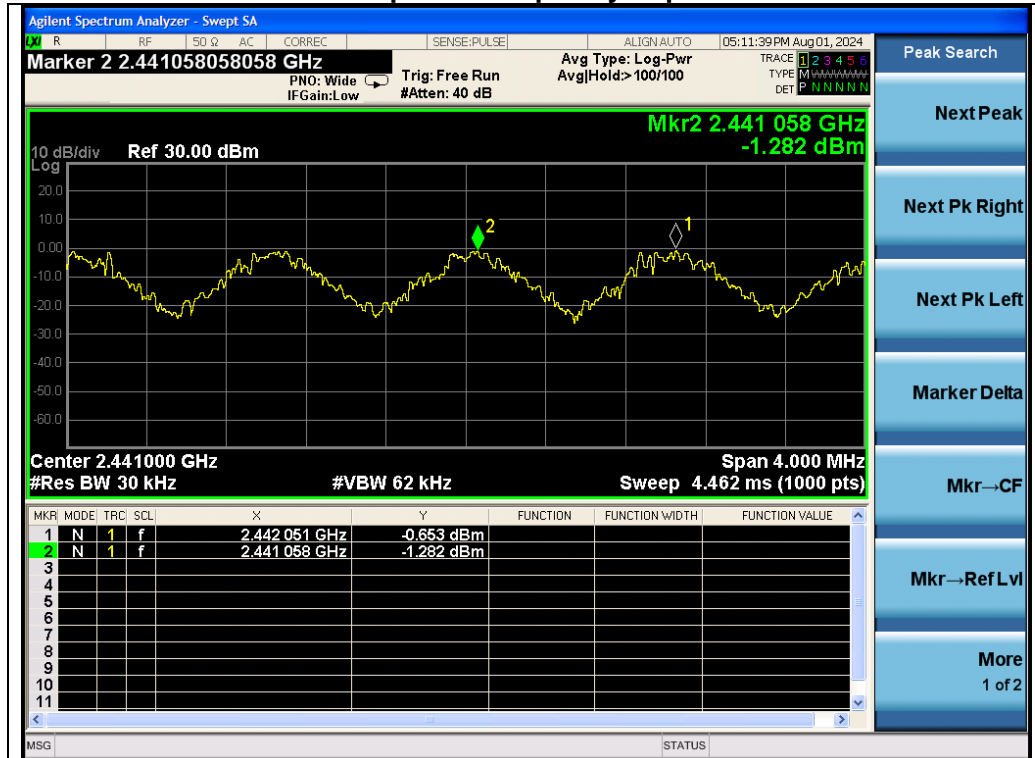 Agilent Spectrum Analyzer - Swept SA
LXI R RF 50 Ω AC CORREC SENSE:PULSE ALIGN AUTO 05:11:39 PM Aug 01, 2024
Marker 2 2.441058058058 GHz
PNO: Wide
IFGain:Low
Trig: Free Run
#Atten: 40 dB
Avg Type: Log-Pwr
Avg|Hold:>100/100
TRACE 1 2 3 4 5 6
TYPE M
DET P N N N N N
Peak Search
Next Peak
Next Pk Right
Next Pk Left
Marker Delta
Mkr→CF
Mkr→Ref Lvl
More
1 of 2
Mkr2 2.441 058 GHz
-1.282 dBm
10 dB/div Ref 30.00 dBm
Log
20.0
10.0
0.00
-10.0
-20.0
-30.0
-40.0
-50.0
-60.0
2
1
Center 2.441000 GHz Span 4.000 MHz
#Res BW 30 kHz #VBW 62 kHz Sweep 4.462 ms (1000 pts)
MKR MODE TRC SCL X Y FUNCTION FUNCTION WIDTH FUNCTION VALUE
1 N 1 f 2.442 051 GHz -0.653 dBm
2 N 1 f 2.441 058 GHz -1.282 dBm
3
4
5
6
7
8
9
10
11
MSG STATUS